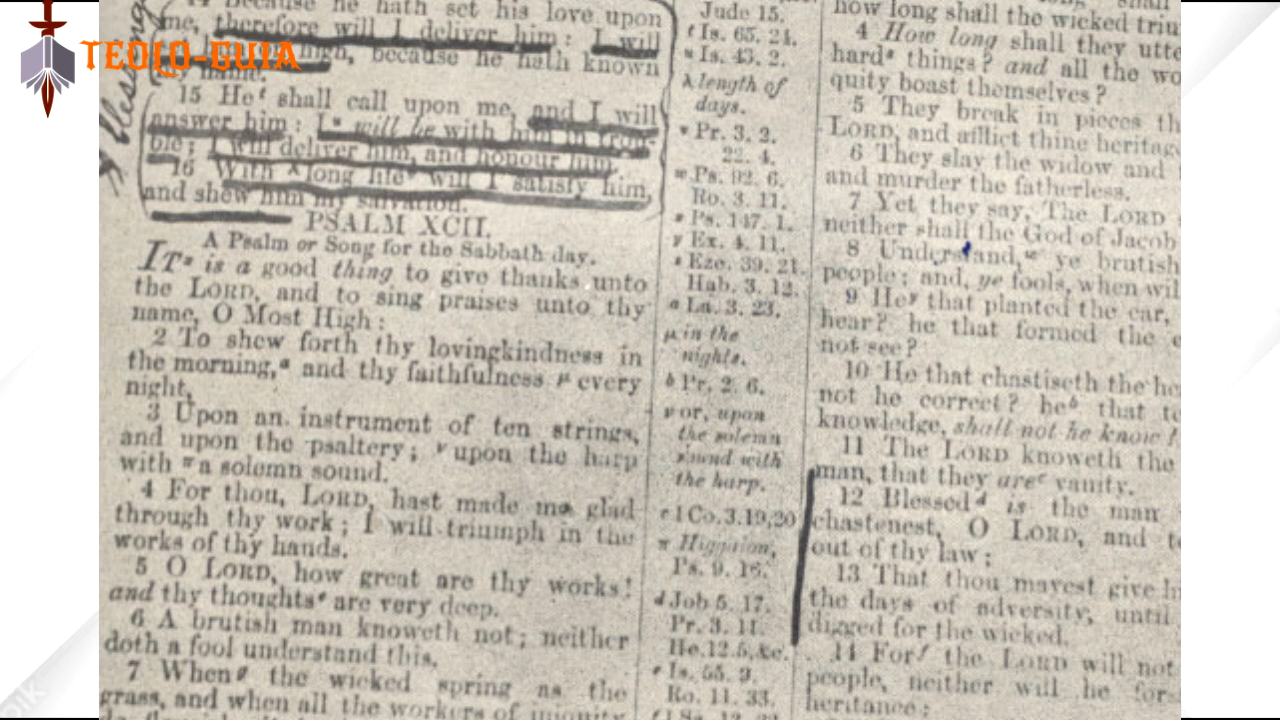 TEOLO-GUIA
Blessing
14 Because he hath set his love upon
me, therefore will I deliver him: I will
high, because he hath known
my name.
15 He shall call upon me, and I will
answer him: I will be with him in trou-
ble; I will deliver him, and honour him.
16 With λ long life will I satisfy him,
and shew him my salvation.
PSALM XCII.
A Psalm or Song for the Sabbath day.
IT is a good thing to give thanks unto
the LORD, and to sing praises unto thy
name, O Most High:
2 To shew forth thy lovingkindness in
the morning, and thy faithfulness μ every
night,
3 Upon an instrument of ten strings,
and upon the psaltery; ν upon the harp
with π a solemn sound.
4 For thou, LORD, hast made me glad
through thy work; I will triumph in the
works of thy hands.
5 O LORD, how great are thy works!
and thy thoughts are very deep.
6 A brutish man knoweth not; neither
doth a fool understand this.
7 When the wicked spring as the
grass, and when all the workers of iniquity
Jude 15.
t Is. 65. 24.
u Is. 43. 2.
λ length of
days.
v Pr. 3. 2.
22. 4.
w Ps. 92. 6.
Ro. 3. 11.
x Ps. 147. 1.
y Ex. 4. 11.
z Eze. 39. 21.
Hab. 3. 12.
a La. 3. 23.
μ in the
nights.
b Pr. 2. 6.
ν or, upon
the solemn
sound with
the harp.
c 1 Co. 3.19,20
π Higgaion,
Ps. 9. 16.
d Job 5. 17.
Pr. 3. 11.
He.12.5,&c.
e Is. 55. 9.
Ro. 11. 33.
how long shall the wicked triu
4 How long shall they utte
hard things? and all the wo
quity boast themselves?
5 They break in pieces th
LORD, and afflict thine heritag
6 They slay the widow and
and murder the fatherless.
7 Yet they say, The LORD
neither shall the God of Jacob
8 Understand, ye brutish
people; and, ye fools, when wil
9 He that planted the ear,
hear? he that formed the e
not see?
10 He that chastiseth the he
not he correct? he that te
knowledge, shall not he know?
11 The LORD knoweth the
man, that they are vanity.
12 Blessed is the man
chastenest, O LORD, and te
out of thy law;
13 That thou mayest give hi
the days of adversity, until
digged for the wicked.
14 For the LORD will not
people, neither will he for
heritance;